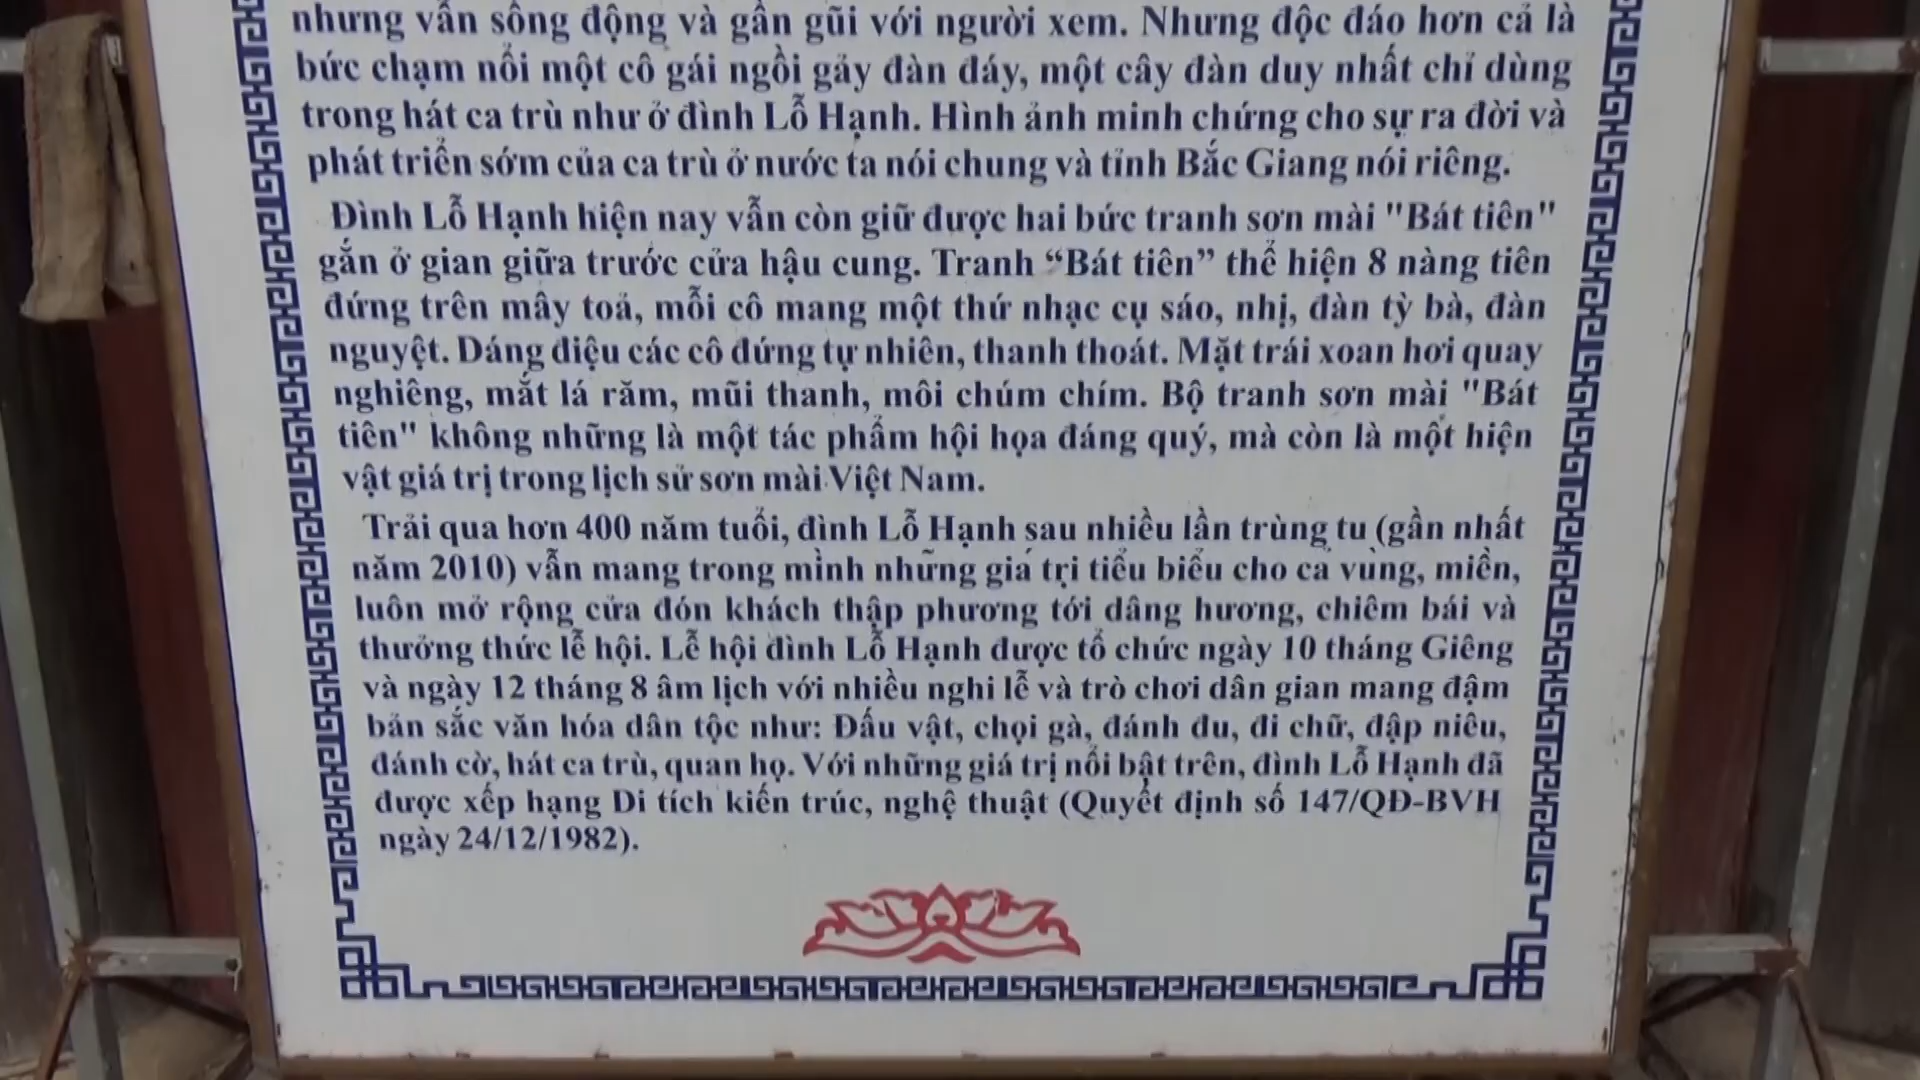 nhưng vẫn sống động và gần gũi với người xem. Nhưng độc đáo hơn cả là
bức chạm nổi một cô gái ngồi gảy đàn đáy, một cây đàn duy nhất chỉ dùng
trong hát ca trù như ở đình Lỗ Hạnh. Hình ảnh minh chứng cho sự ra đời và
phát triển sớm của ca trù ở nước ta nói chung và tỉnh Bắc Giang nói riêng.
Đình Lỗ Hạnh hiện nay vẫn còn giữ được hai bức tranh sơn mài "Bát tiên"
gắn ở gian giữa trước cửa hậu cung. Tranh “Bát tiên” thể hiện 8 nàng tiên
đứng trên mây toả, mỗi cô mang một thứ nhạc cụ sáo, nhị, đàn tỳ bà, đàn
nguyệt. Dáng điệu các cô đứng tự nhiên, thanh thoát. Mặt trái xoan hơi quay
nghiêng, mắt lá răm, mũi thanh, môi chúm chím. Bộ tranh sơn mài "Bát
tiên" không những là một tác phẩm hội họa đáng quý, mà còn là một hiện
vật giá trị trong lịch sử sơn mài Việt Nam.
Trải qua hơn 400 năm tuổi, đình Lỗ Hạnh sau nhiều lần trùng tu (gần nhất
năm 2010) vẫn mang trong mình những giá trị tiểu biểu cho cả vùng, miền,
luôn mở rộng cửa đón khách thập phương tới dâng hương, chiêm bái và
thưởng thức lễ hội. Lễ hội đình Lỗ Hạnh được tổ chức ngày 10 tháng Giêng
và ngày 12 tháng 8 âm lịch với nhiều nghi lễ và trò chơi dân gian mang đậm
bản sắc văn hóa dân tộc như: Đấu vật, chọi gà, đánh đu, đi chữ, đập niêu,
đánh cờ, hát ca trù, quan họ. Với những giá trị nổi bật trên, đình Lỗ Hạnh đã
được xếp hạng Di tích kiến trúc, nghệ thuật (Quyết định số 147/QĐ-BVH
ngày 24/12/1982).